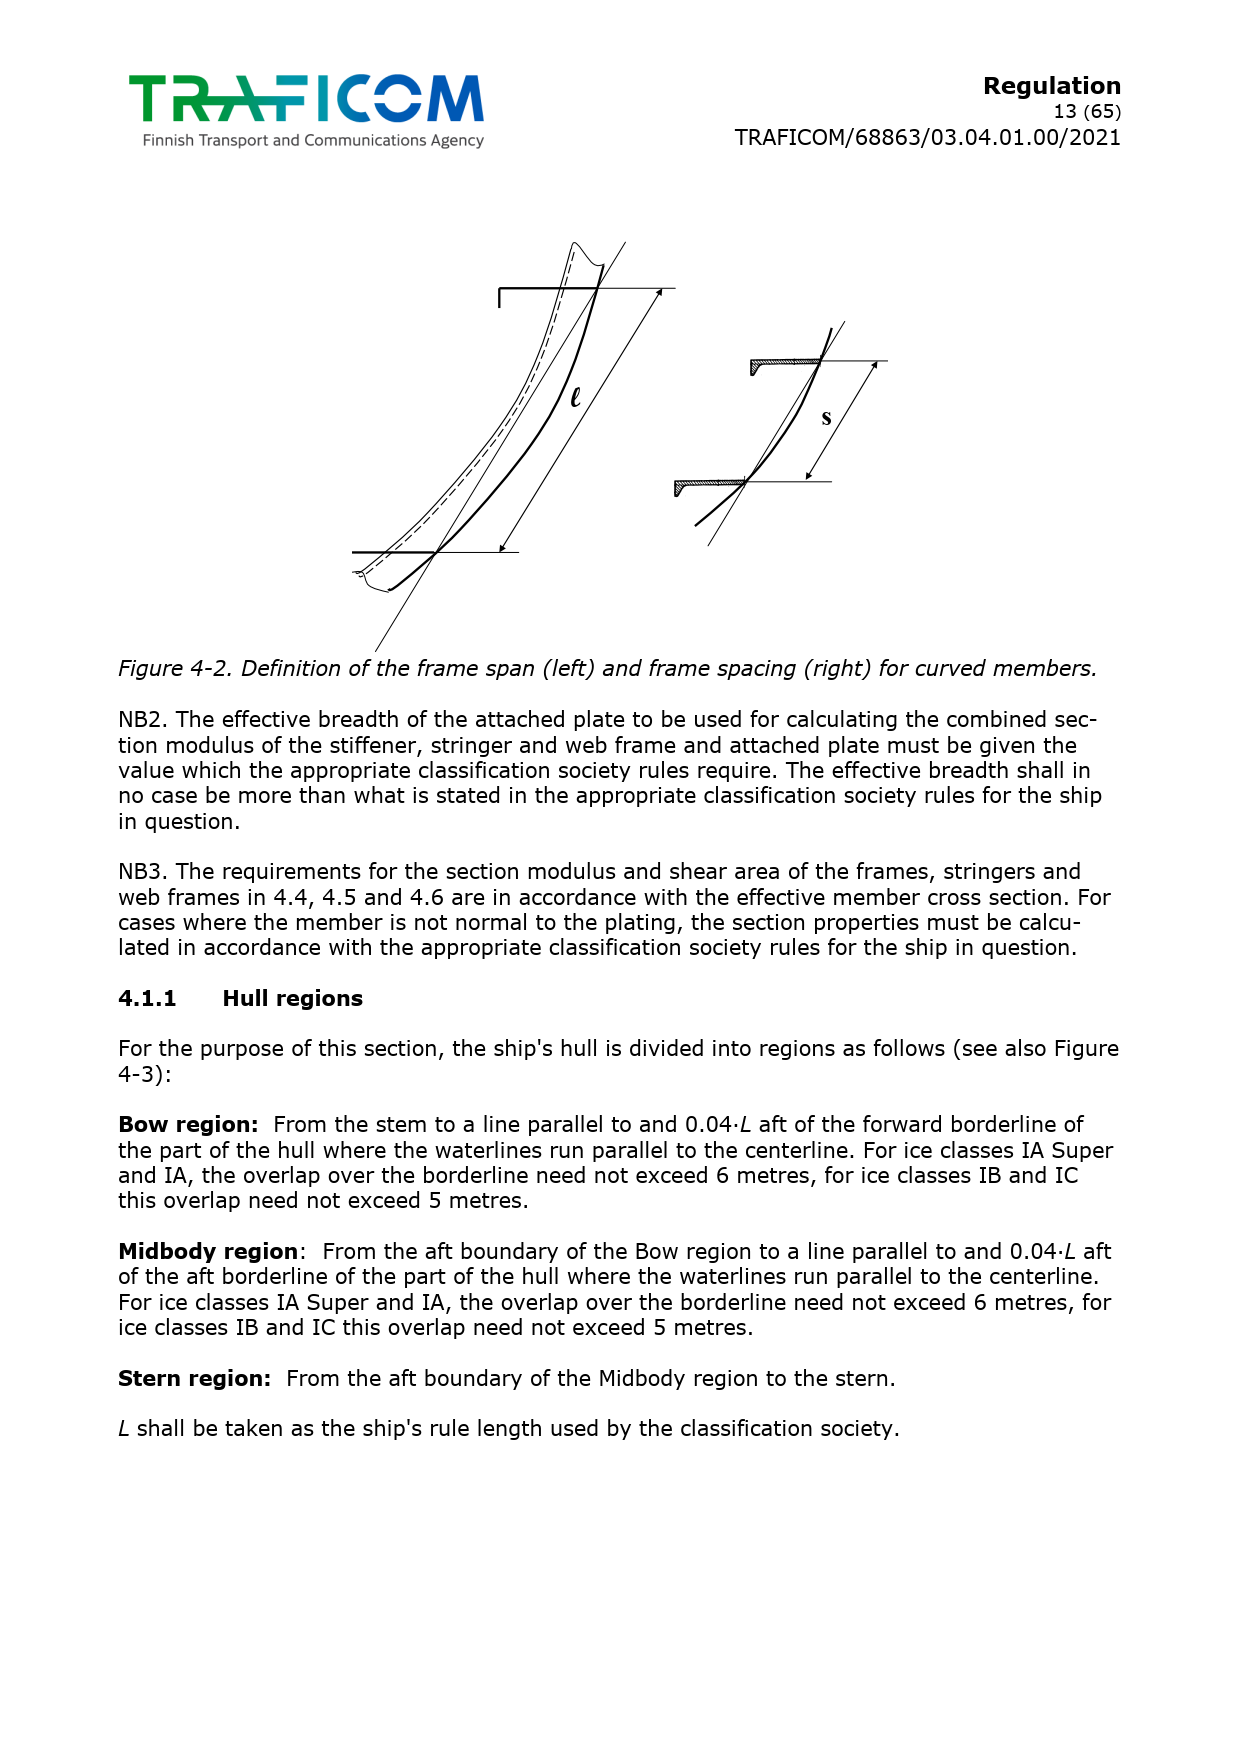 TRAFICOM
Finnish Transport and Communications Agency
Regulation
13 (65)
TRAFICOM/68863/03.04.01.00/2021
ℓ
s
Figure 4-2. Definition of the frame span (left) and frame spacing (right) for curved members.
NB2. The effective breadth of the attached plate to be used for calculating the combined sec-
tion modulus of the stiffener, stringer and web frame and attached plate must be given the
value which the appropriate classification society rules require. The effective breadth shall in
no case be more than what is stated in the appropriate classification society rules for the ship
in question.
NB3. The requirements for the section modulus and shear area of the frames, stringers and
web frames in 4.4, 4.5 and 4.6 are in accordance with the effective member cross section. For
cases where the member is not normal to the plating, the section properties must be calcu-
lated in accordance with the appropriate classification society rules for the ship in question.
4.1.1 Hull regions
For the purpose of this section, the ship's hull is divided into regions as follows (see also Figure
4-3):
Bow region: From the stem to a line parallel to and 0.04·L aft of the forward borderline of
the part of the hull where the waterlines run parallel to the centerline. For ice classes IA Super
and IA, the overlap over the borderline need not exceed 6 metres, for ice classes IB and IC
this overlap need not exceed 5 metres.
Midbody region: From the aft boundary of the Bow region to a line parallel to and 0.04·L aft
of the aft borderline of the part of the hull where the waterlines run parallel to the centerline.
For ice classes IA Super and IA, the overlap over the borderline need not exceed 6 metres, for
ice classes IB and IC this overlap need not exceed 5 metres.
Stern region: From the aft boundary of the Midbody region to the stern.
L shall be taken as the ship's rule length used by the classification society.